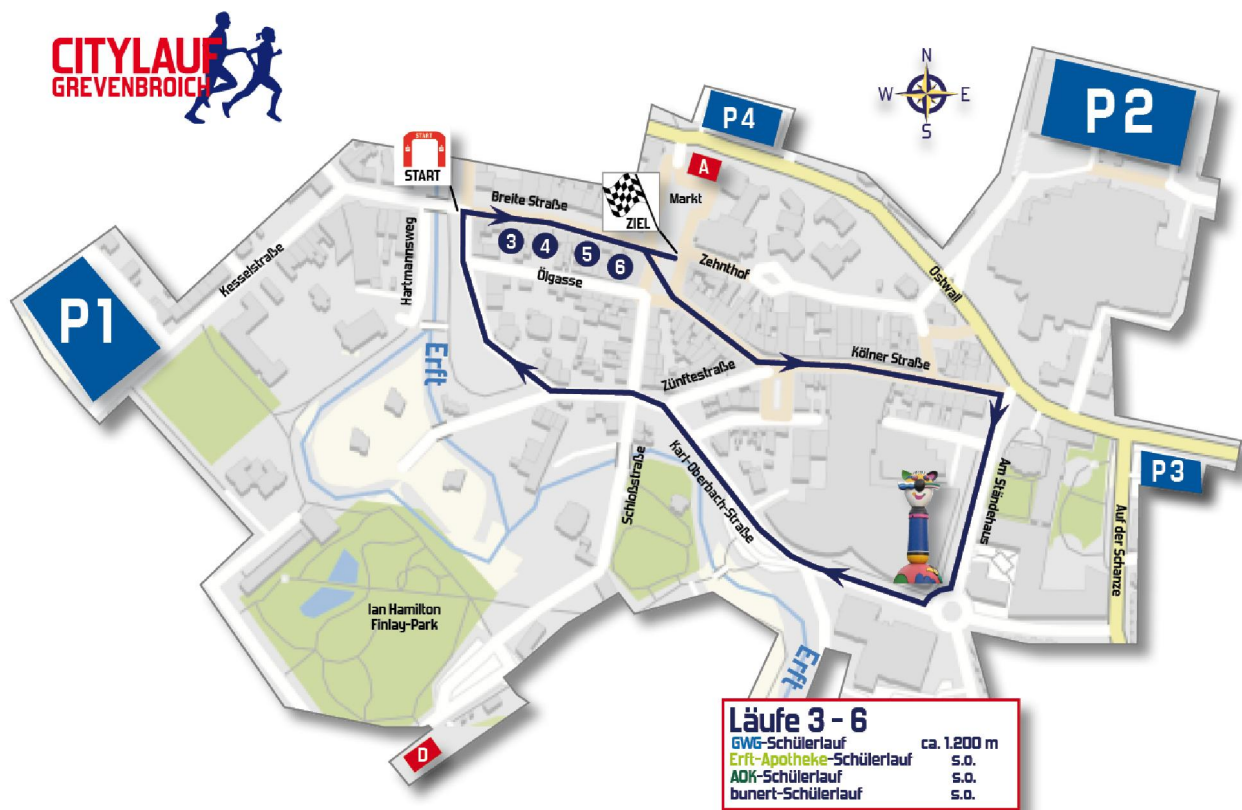 CITYLAUF
GREVENBROICH
N
W E
S
P4
P2
START
START
A
Breite Straße
Markt
ZIEL
Hartmannsweg
3
4
5
6
Zehnthof
Kesselstraße
Ölgasse
Ostwall
P1
Erft
Kölner Straße
Zünftestraße
P3
Schloßstraße
Karl-Oberbach-Straße
Am Ständehaus
Auf der Schanze
Ian Hamilton
Finlay-Park
Erft
D
Läufe 3 - 6
GWG-Schülerlauf ca. 1.200 m
Erft-Apotheke-Schülerlauf s.o.
AOK-Schülerlauf s.o.
bunert-Schülerlauf s.o.